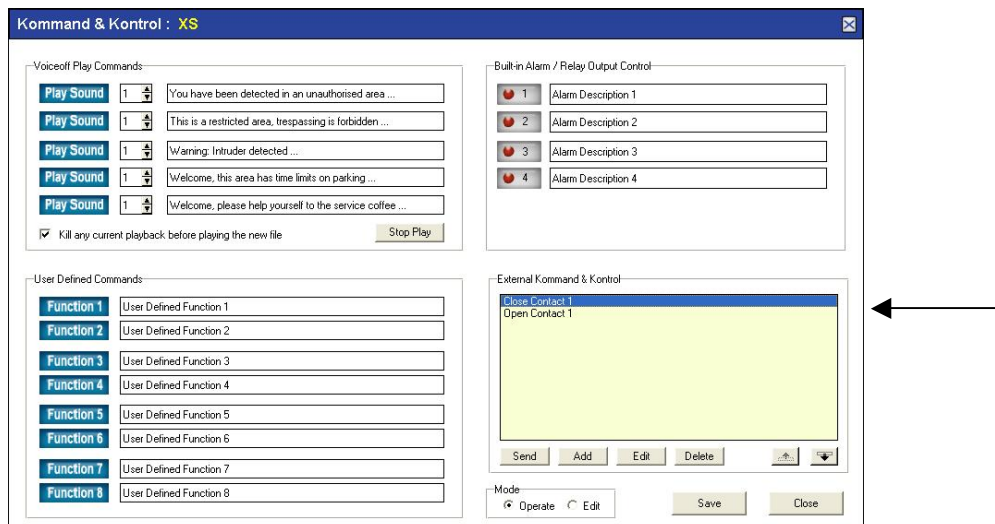 Kommand & Kontrol : XS
Voiceoff Play Commands
Play Sound 1 You have been detected in an unauthorised area ...
Play Sound 1 This is a restricted area, trespassing is forbidden ...
Play Sound 1 Warning: Intruder detected ...
Play Sound 1 Welcome, this area has time limits on parking ...
Play Sound 1 Welcome, please help yourself to the service coffee ...
Kill any current playback before playing the new file
Stop Play
Built-in Alarm / Relay Output Control
1 Alarm Description 1
2 Alarm Description 2
3 Alarm Description 3
4 Alarm Description 4
User Defined Commands
Function 1 User Defined Function 1
Function 2 User Defined Function 2
Function 3 User Defined Function 3
Function 4 User Defined Function 4
Function 5 User Defined Function 5
Function 6 User Defined Function 6
Function 7 User Defined Function 7
Function 8 User Defined Function 8
External Kommand & Kontrol
Close Contact 1
Open Contact 1
Send Add Edit Delete
Mode
Operate Edit
Save Close